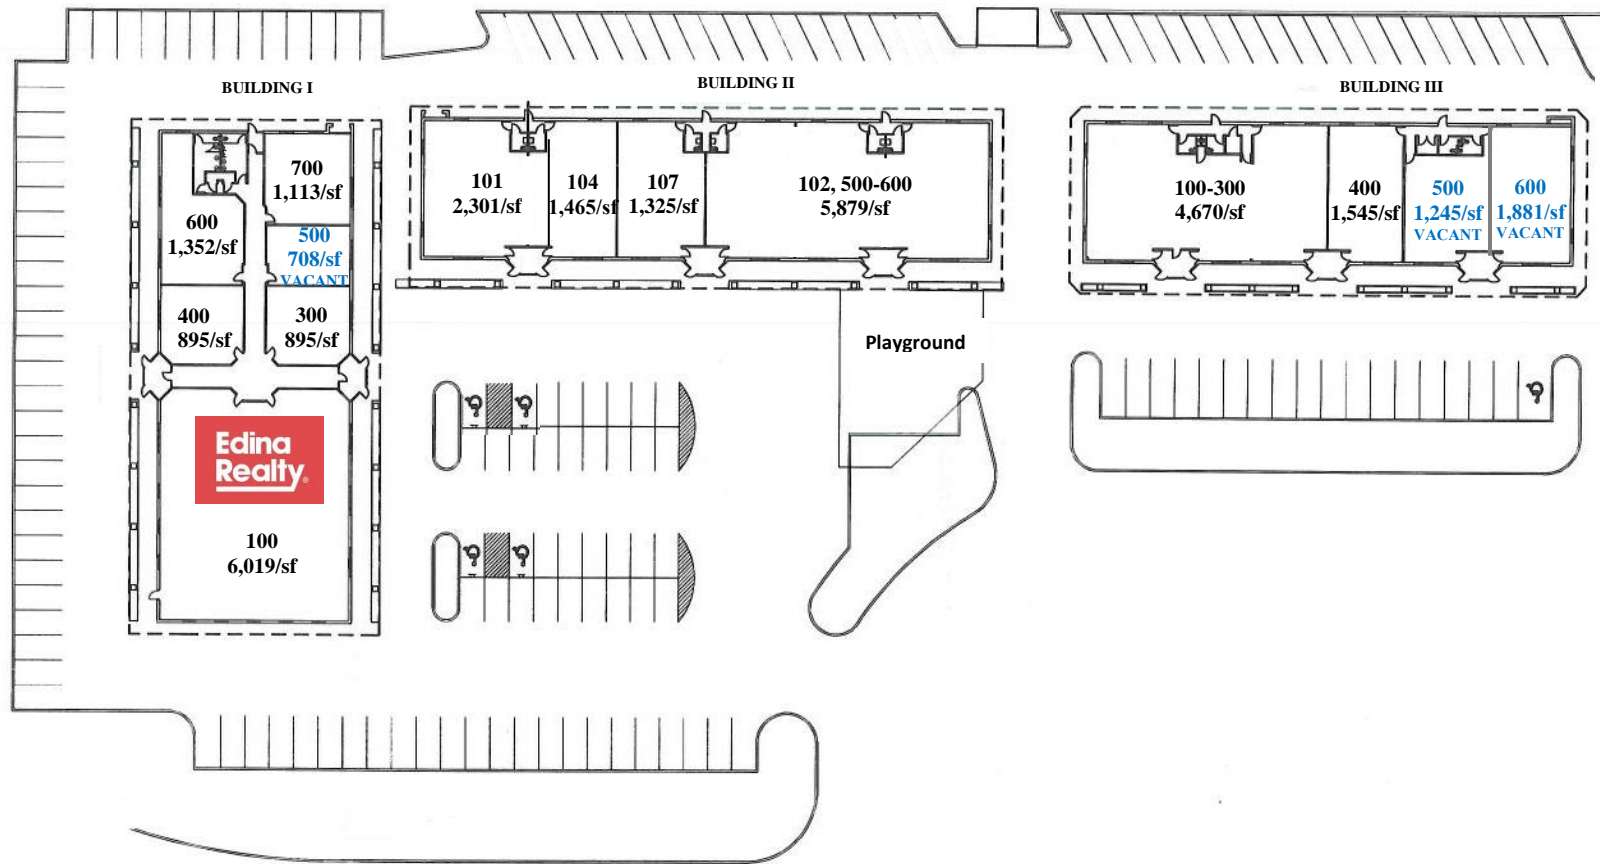 BUILDING I
BUILDING II
BUILDING III
700
1,113/sf
600
1,352/sf
500
708/sf
VACANT
400
895/sf
300
895/sf
Edina
Realty®
100
6,019/sf
101
2,301/sf
104
1,465/sf
107
1,325/sf
102, 500-600
5,879/sf
Playground
100-300
4,670/sf
400
1,545/sf
500
1,245/sf
VACANT
600
1,881/sf
VACANT